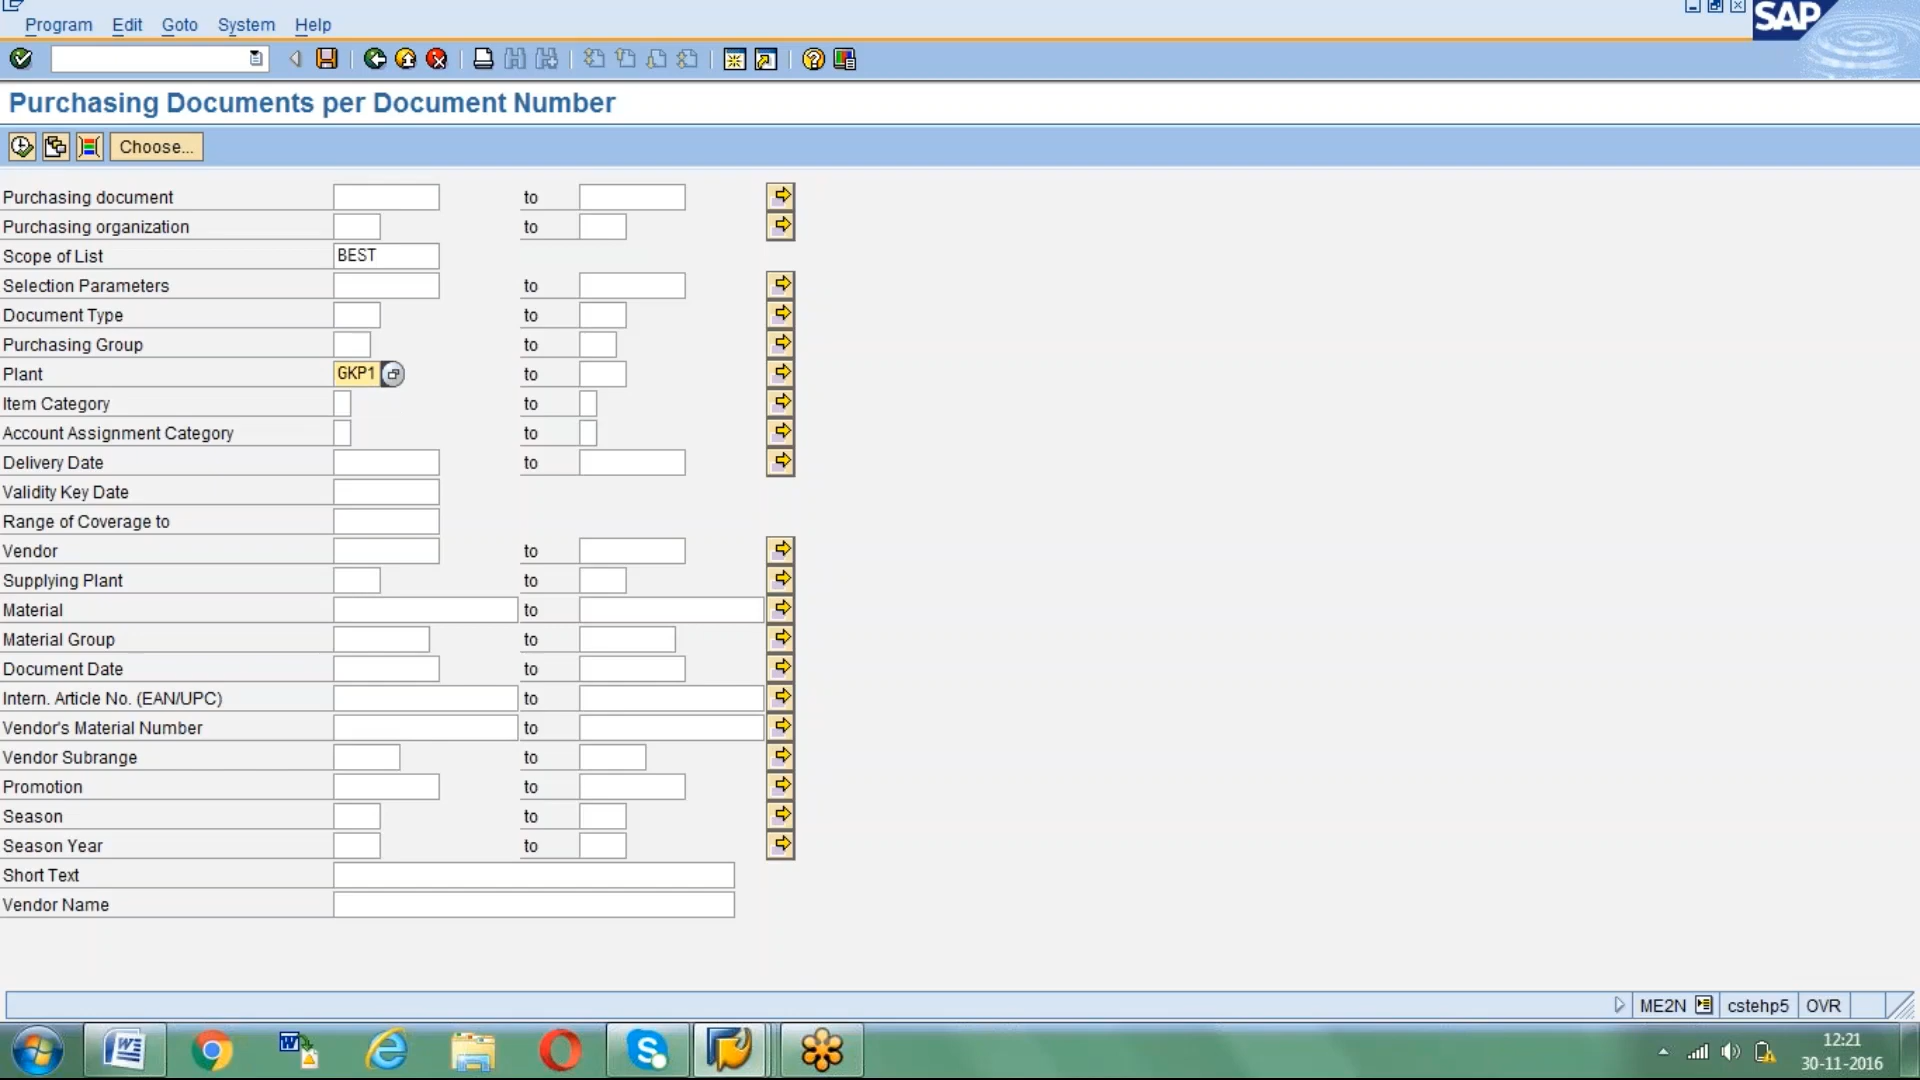 Program Edit Goto System Help
SAP
Purchasing Documents per Document Number
Choose...
Purchasing document to
Purchasing organization to
Scope of List BEST
Selection Parameters to
Document Type to
Purchasing Group to
Plant GKP1 to
Item Category to
Account Assignment Category to
Delivery Date to
Validity Key Date
Range of Coverage to
Vendor to
Supplying Plant to
Material to
Material Group to
Document Date to
Intern. Article No. (EAN/UPC) to
Vendor's Material Number to
Vendor Subrange to
Promotion to
Season to
Season Year to
Short Text
Vendor Name
ME2N cstehp5 OVR
12:21
30-11-2016